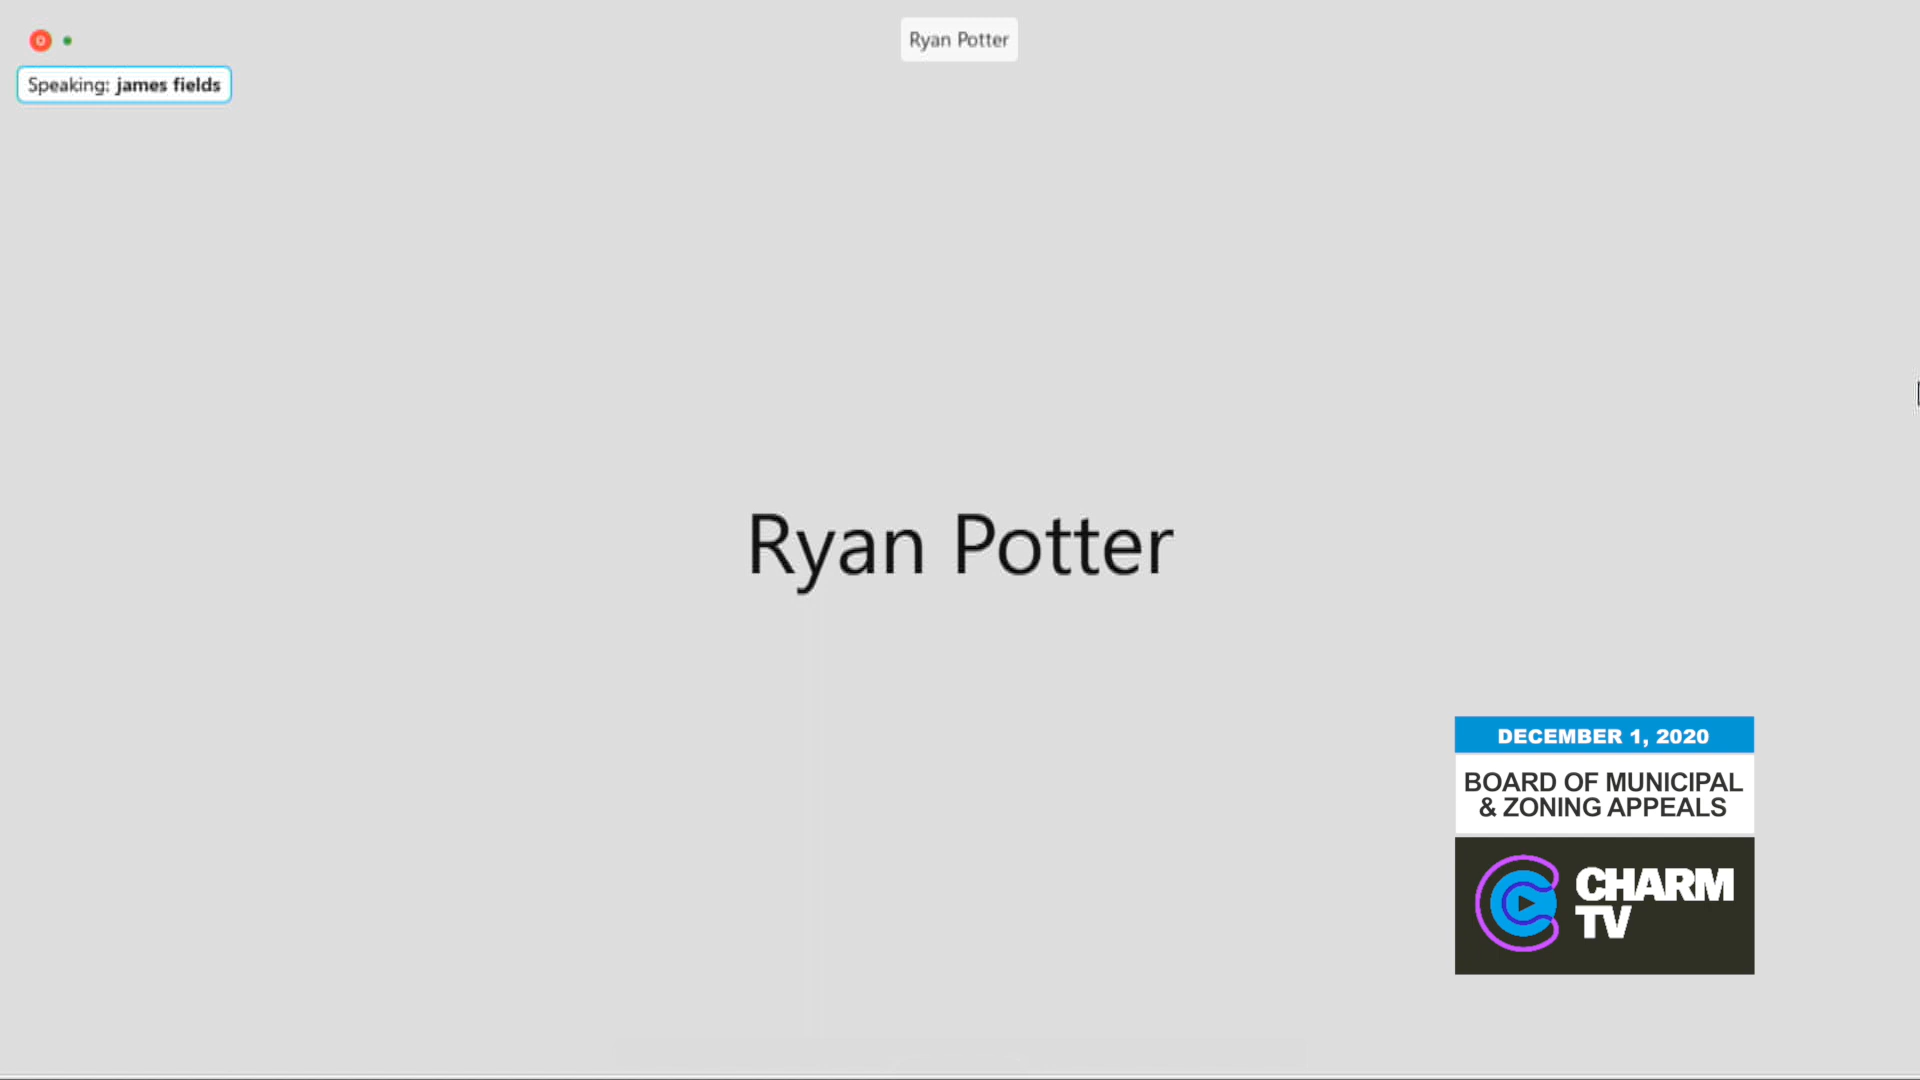 Ryan Potter
Speaking: james fields
Ryan Potter
DECEMBER 1, 2020
BOARD OF MUNICIPAL
& ZONING APPEALS
CHARM
TV